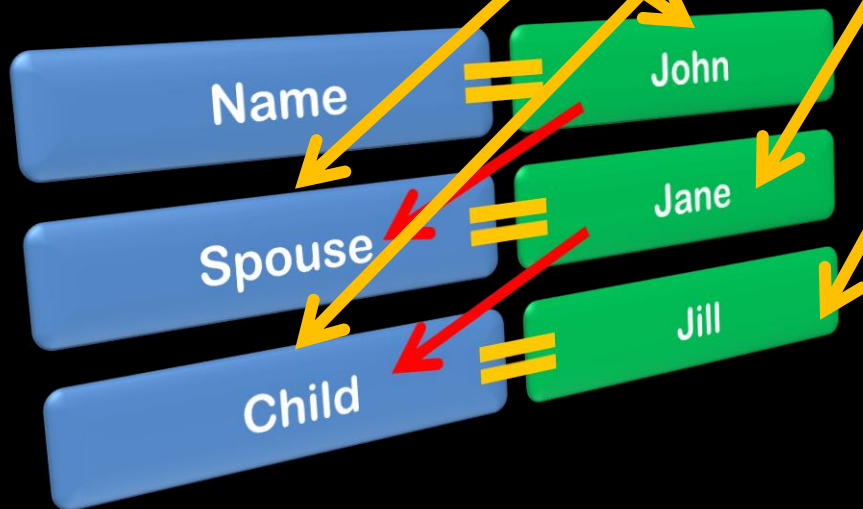 Name = John
Spouse = Jane
Child = Jill